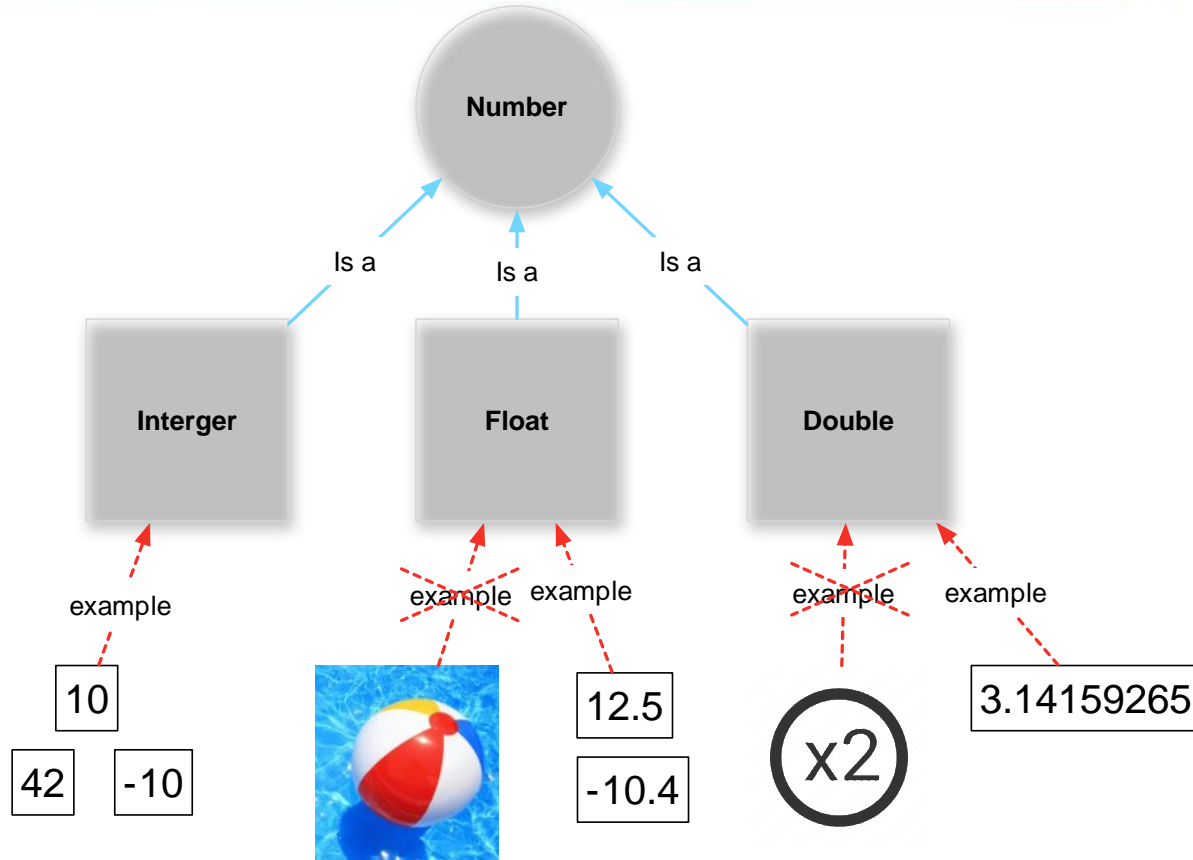 Number
Is a
Is a
Is a
Interger
Float
Double
example
example
example
example
example
10
42
-10
12.5
-10.4
x2
3.14159265